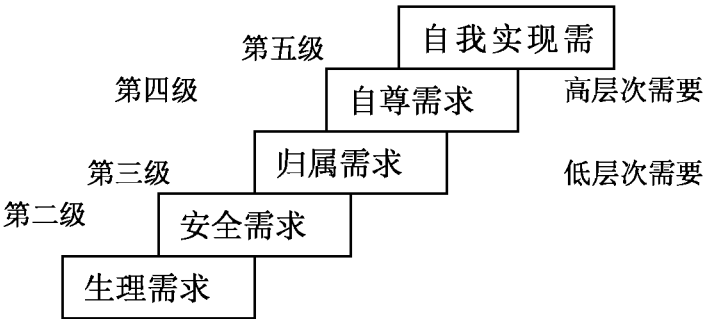 第五级
自我实现需
第四级
自尊需求
高层次需要
第三级
归属需求
低层次需要
第二级
安全需求
生理需求